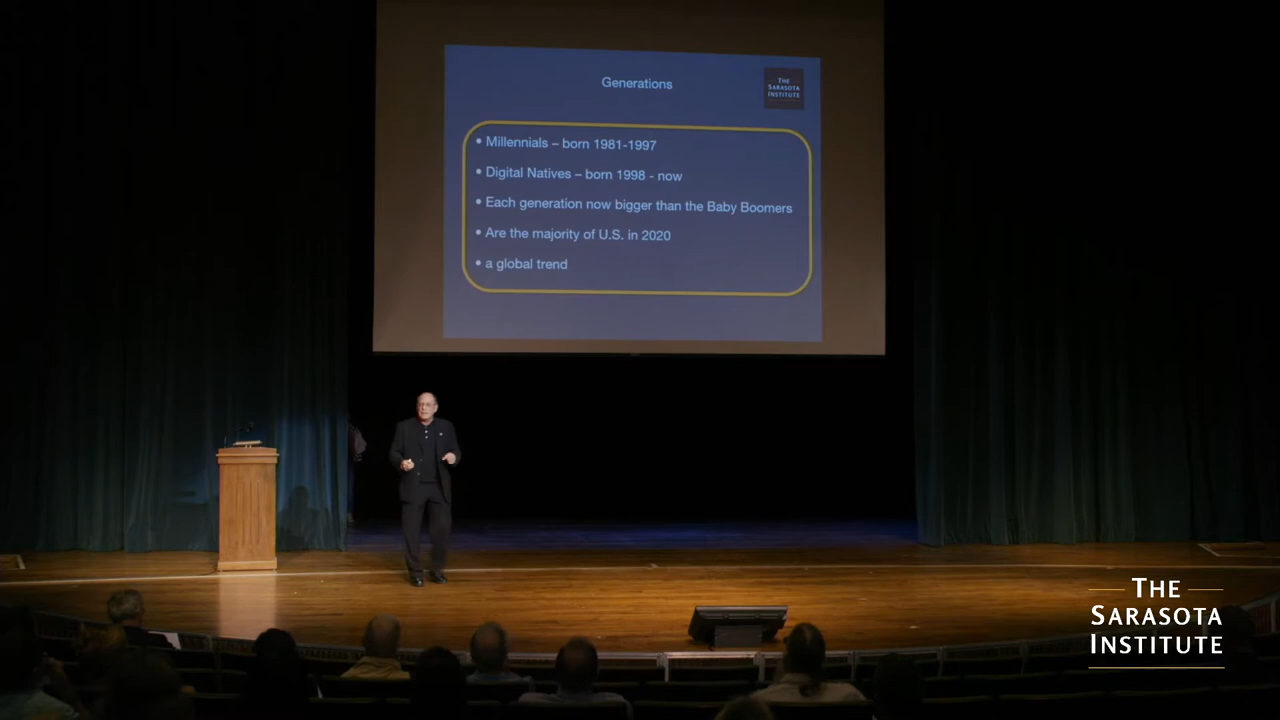 Generations
THE
SARASOTA
INSTITUTE
• Millennials – born 1981-1997
• Digital Natives – born 1998 - now
• Each generation now bigger than the Baby Boomers
• Are the majority of U.S. in 2020
• a global trend
THE
SARASOTA
INSTITUTE